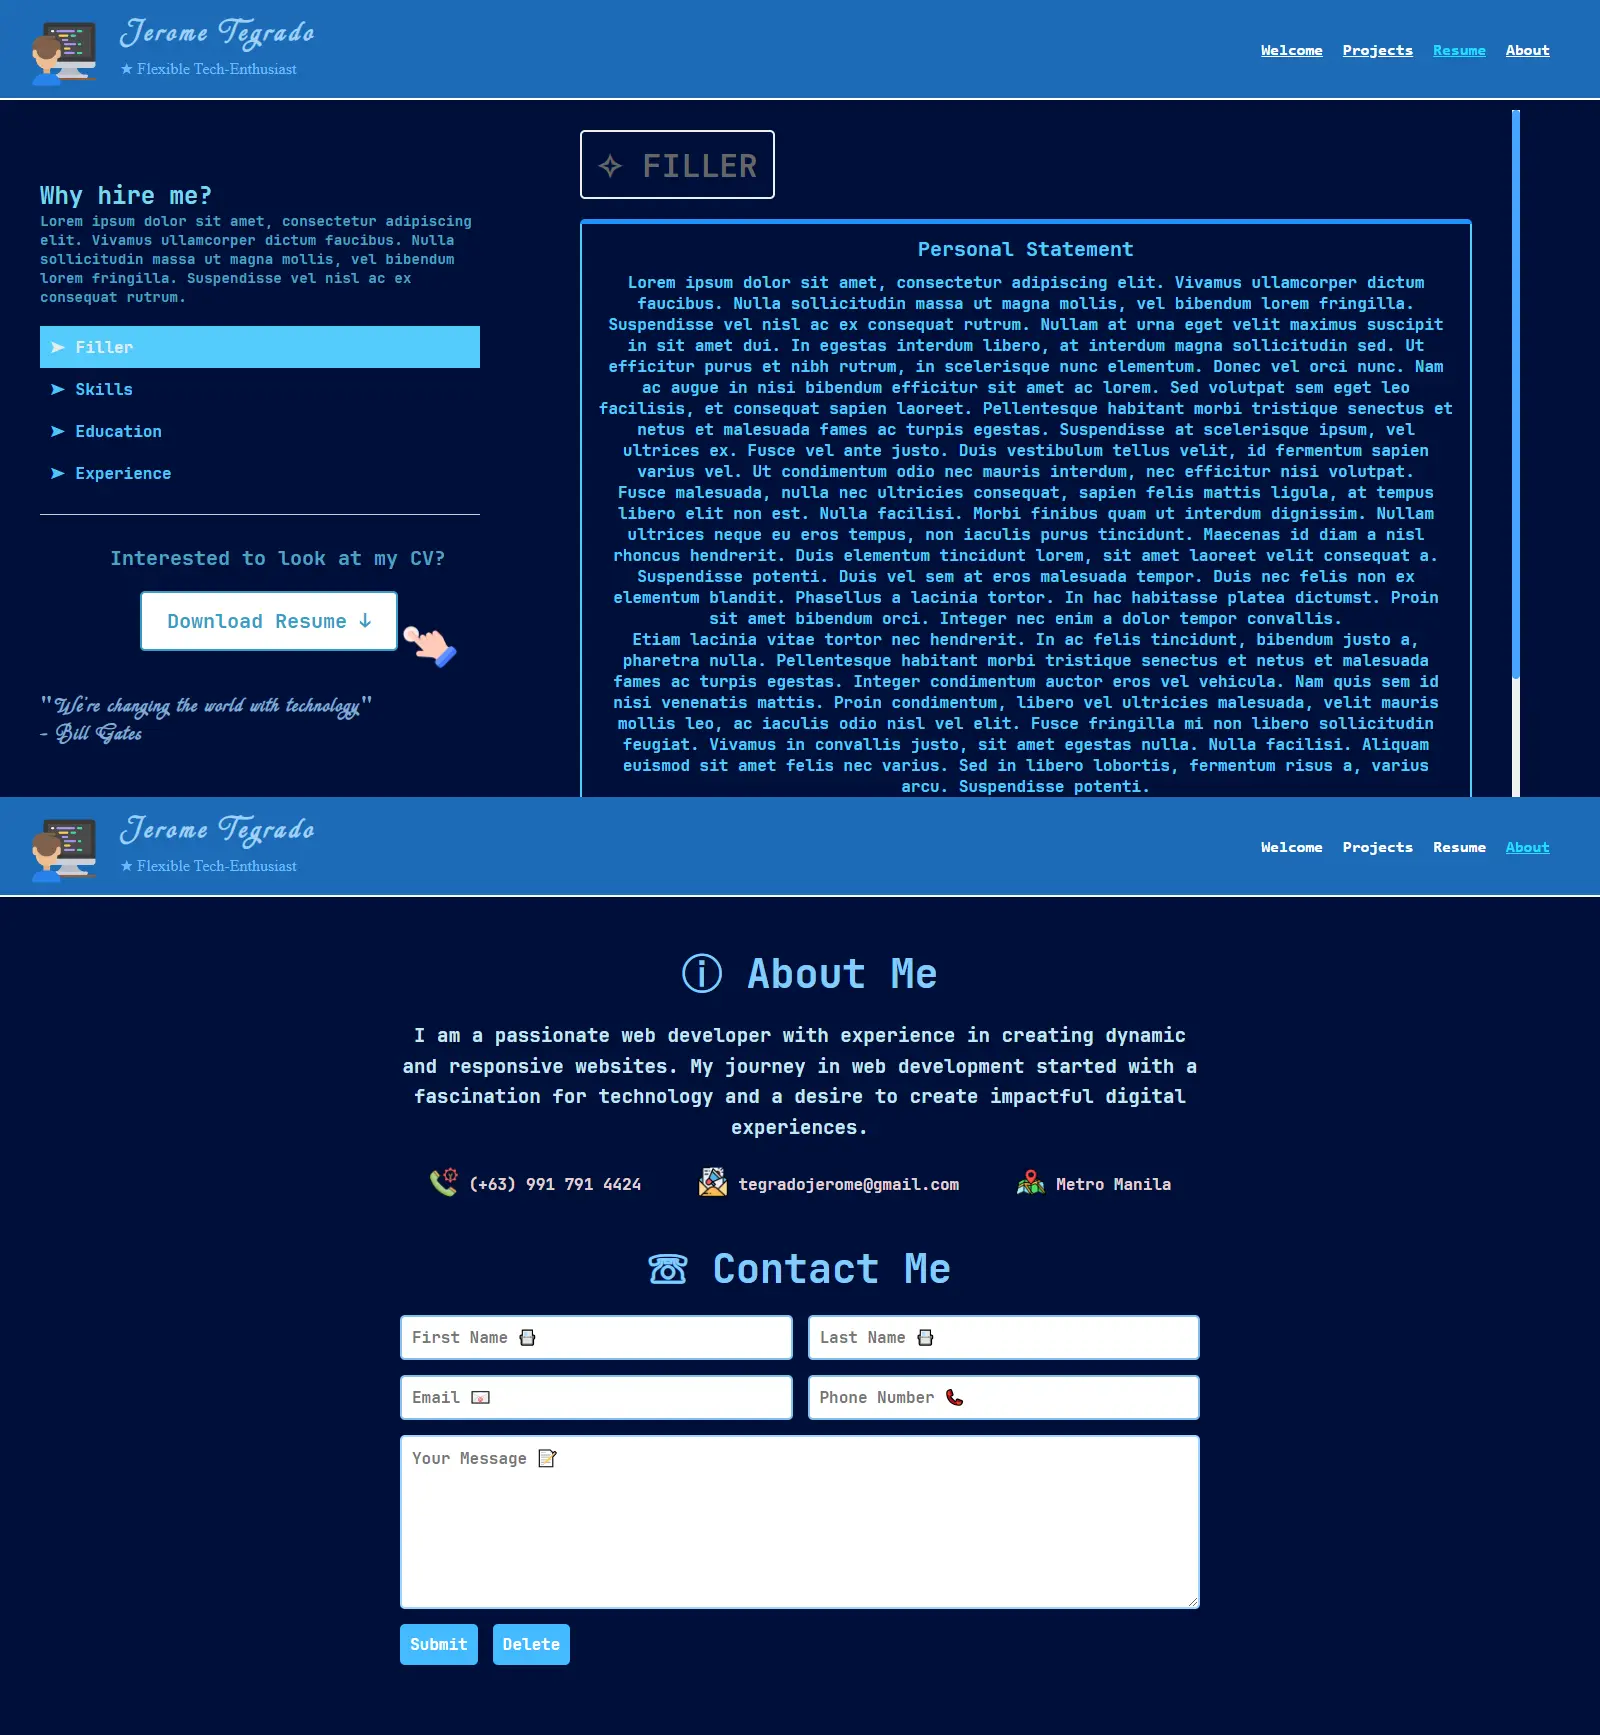 Jerome Tegrado
★ Flexible Tech-Enthusiast
Welcome Projects Resume About
Why hire me?
Lorem ipsum dolor sit amet, consectetur adipiscing
elit. Vivamus ullamcorper dictum faucibus. Nulla
sollicitudin massa ut magna mollis, vel bibendum
lorem fringilla. Suspendisse vel nisl ac ex
consequat rutrum.
➤ Filler
➤ Skills
➤ Education
➤ Experience
Interested to look at my CV?
Download Resume ↓
"We're changing the world with technology"
- Bill Gates
✧ FILLER
Personal Statement
Lorem ipsum dolor sit amet, consectetur adipiscing elit. Vivamus ullamcorper dictum
faucibus. Nulla sollicitudin massa ut magna mollis, vel bibendum lorem fringilla.
Suspendisse vel nisl ac ex consequat rutrum. Nullam at urna eget velit maximus suscipit
in sit amet dui. In egestas interdum libero, at interdum magna sollicitudin sed. Ut
efficitur purus et nibh rutrum, in scelerisque nunc elementum. Donec vel orci nunc. Nam
ac augue in nisi bibendum efficitur sit amet ac lorem. Sed volutpat sem eget leo
facilisis, et consequat sapien laoreet. Pellentesque habitant morbi tristique senectus et
netus et malesuada fames ac turpis egestas. Suspendisse at scelerisque ipsum, vel
ultrices ex. Fusce vel ante justo. Duis vestibulum tellus velit, id fermentum sapien
varius vel. Ut condimentum odio nec mauris interdum, nec efficitur nisi volutpat.
Fusce malesuada, nulla nec ultricies consequat, sapien felis mattis ligula, at tempus
libero elit non est. Nulla facilisi. Morbi finibus quam ut interdum dignissim. Nullam
ultrices neque eu eros tempus, non iaculis purus tincidunt. Maecenas id diam a nisl
rhoncus hendrerit. Duis elementum tincidunt lorem, sit amet laoreet velit consequat a.
Suspendisse potenti. Duis vel sem at eros malesuada tempor. Duis nec felis non ex
elementum blandit. Phasellus a lacinia tortor. In hac habitasse platea dictumst. Proin
sit amet bibendum orci. Integer nec enim a dolor tempor convallis.
Etiam lacinia vitae tortor nec hendrerit. In ac felis tincidunt, bibendum justo a,
pharetra nulla. Pellentesque habitant morbi tristique senectus et netus et malesuada
fames ac turpis egestas. Integer condimentum auctor eros vel vehicula. Nam quis sem id
nisi venenatis mattis. Proin condimentum, libero vel ultricies malesuada, velit mauris
mollis leo, ac iaculis odio nisl vel elit. Fusce fringilla mi non libero sollicitudin
feugiat. Vivamus in convallis justo, sit amet egestas nulla. Nulla facilisi. Aliquam
euismod sit amet felis nec varius. Sed in libero lobortis, fermentum risus a, varius
arcu. Suspendisse potenti.
Jerome Tegrado
★ Flexible Tech-Enthusiast
Welcome Projects Resume About
ⓘ About Me
I am a passionate web developer with experience in creating dynamic
and responsive websites. My journey in web development started with a
fascination for technology and a desire to create impactful digital
experiences.
(+63) 991 791 4424 tegradojerome@gmail.com Metro Manila
☏ Contact Me
First Name Last Name
Email Phone Number
Your Message
Submit Delete